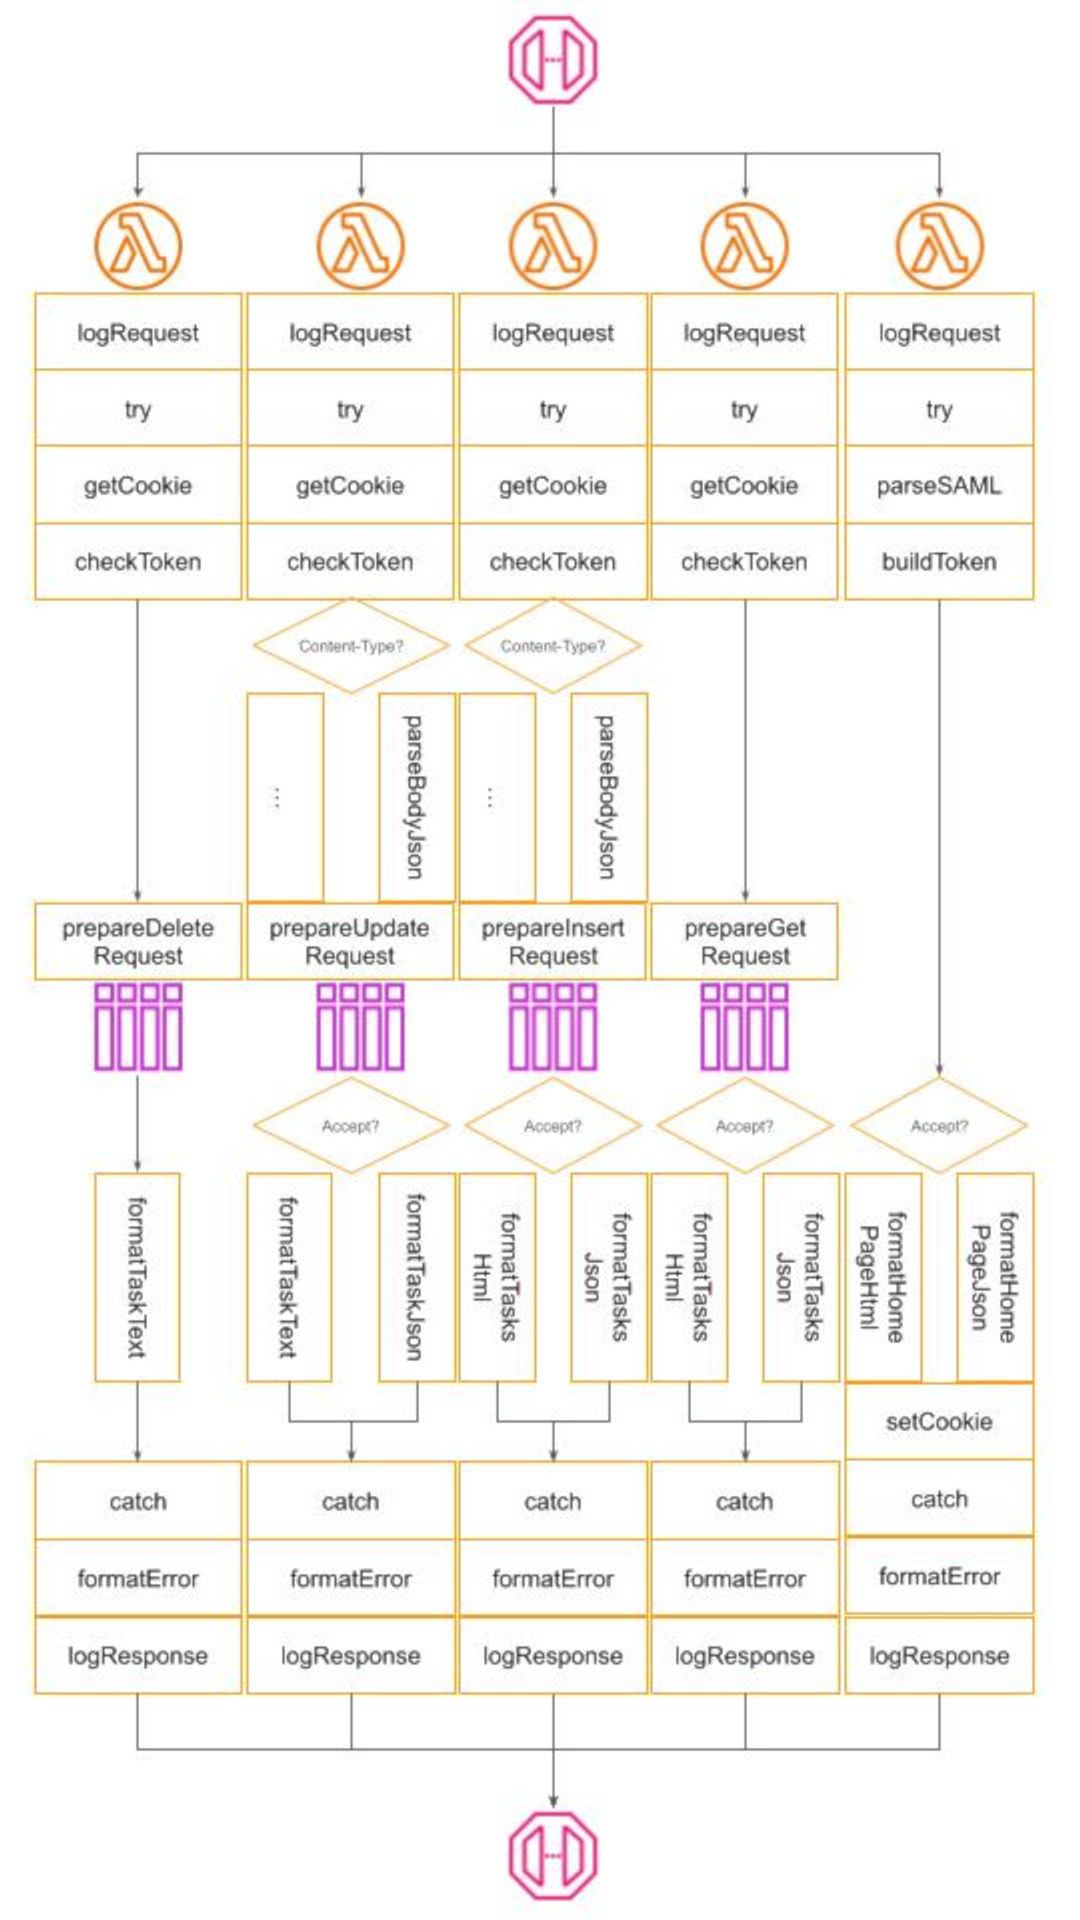 logRequest
logRequest
logRequest
logRequest
logRequest
try
try
try
try
try
getCookie
getCookie
getCookie
getCookie
parseSAML
checkToken
checkToken
checkToken
checkToken
buildToken
Content-Type?
Content-Type?
...
parseBodyJson
...
parseBodyJson
prepareDelete
Request
prepareUpdate
Request
prepareInsert
Request
prepareGet
Request
Accept?
Accept?
Accept?
Accept?
formatTaskText
formatTaskText
formatTaskJson
formatTasks
Html
formatTasks
Json
formatTasks
Html
formatTasks
Json
formatHome
PageHtml
formatHome
PageJson
setCookie
catch
catch
catch
catch
catch
formatError
formatError
formatError
formatError
formatError
logResponse
logResponse
logResponse
logResponse
logResponse